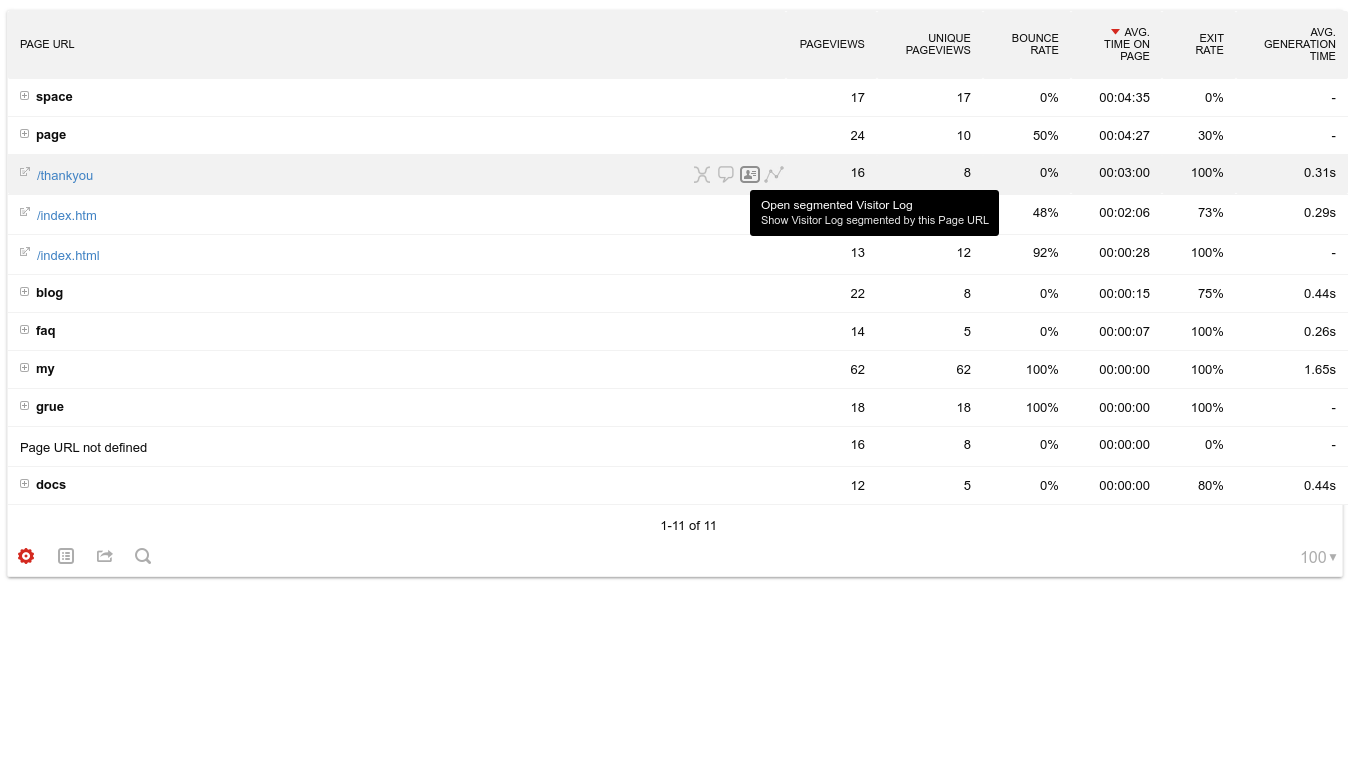 PAGE URL PAGEVIEWS UNIQUE PAGEVIEWS BOUNCE RATE AVG. TIME ON PAGE EXIT RATE AVG. GENERATION TIME
space 17 17 0% 00:04:35 0% -
page 24 10 50% 00:04:27 30% -
/thankyou 16 8 0% 00:03:00 100% 0.31s
Open segmented Visitor Log
Show Visitor Log segmented by this Page URL
/index.htm 48% 00:02:06 73% 0.29s
/index.html 13 12 92% 00:00:28 100% -
blog 22 8 0% 00:00:15 75% 0.44s
faq 14 5 0% 00:00:07 100% 0.26s
my 62 62 100% 00:00:00 100% 1.65s
grue 18 18 100% 00:00:00 100% -
Page URL not defined 16 8 0% 00:00:00 0% -
docs 12 5 0% 00:00:00 80% 0.44s
1-11 of 11
100